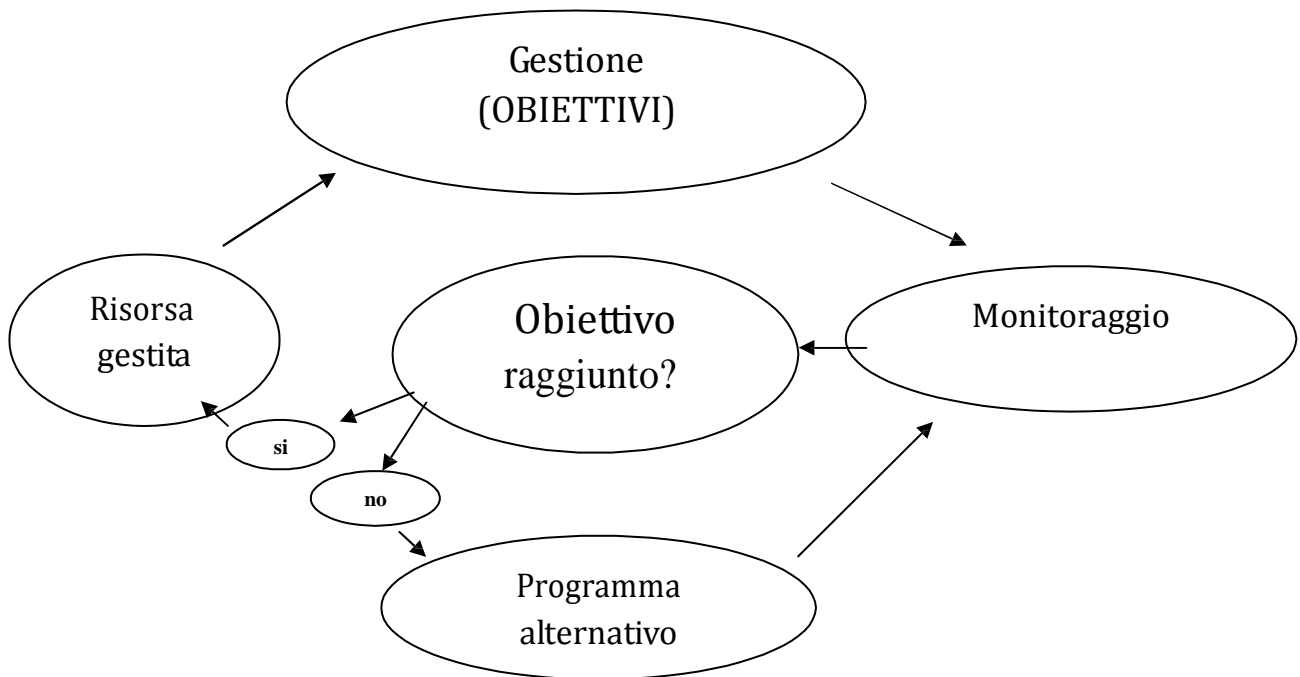 Gestione
(OBIETTIVI)
Risorsa
gestita
Obiettivo
raggiunto?
Monitoraggio
si
no
Programma
alternativo